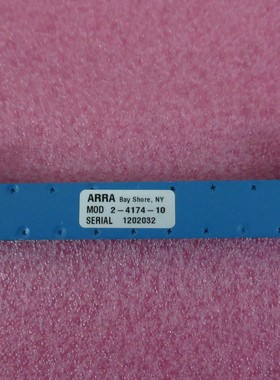 ARRA Bay Shore, NY
MOD 2-4174-10
SERIAL 1202032